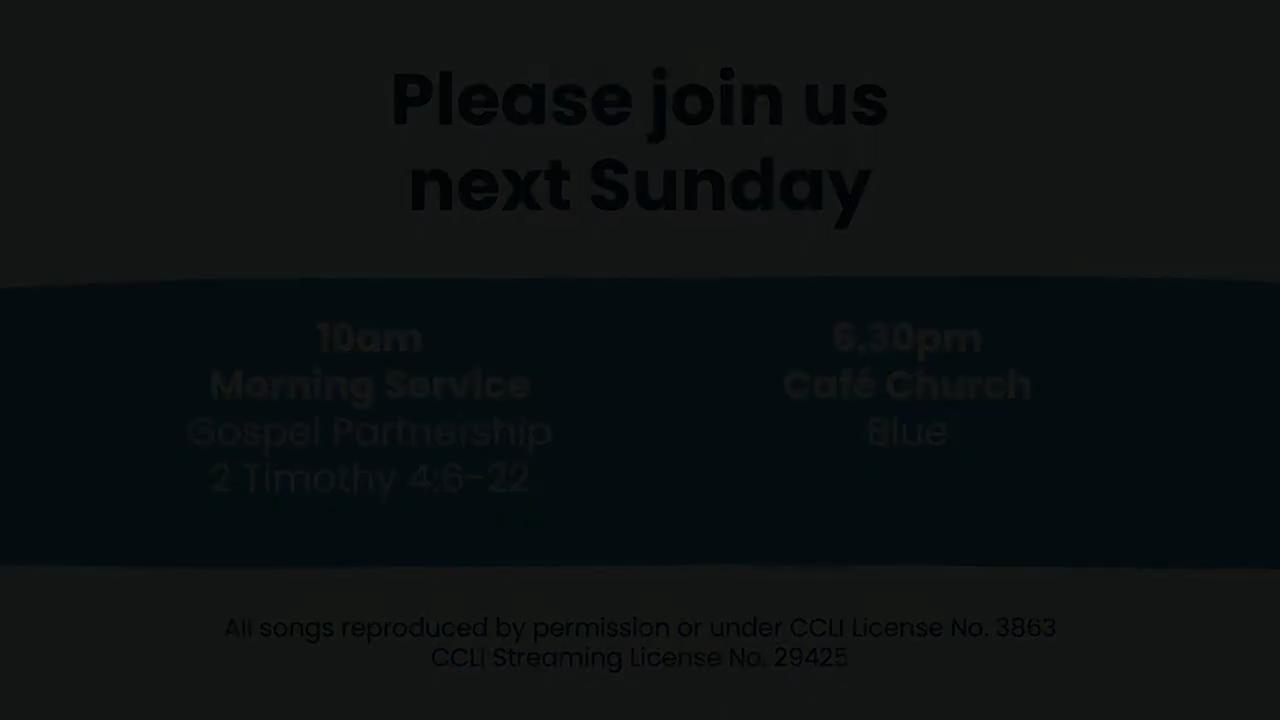 Please join us
next Sunday
10am
Morning Service
Gospel Partnership
2 Timothy 4:6-22
6.30pm
Café Church
Blue
All songs reproduced by permission or under CCLI License No. 3863
CCLI Streaming License No. 29425